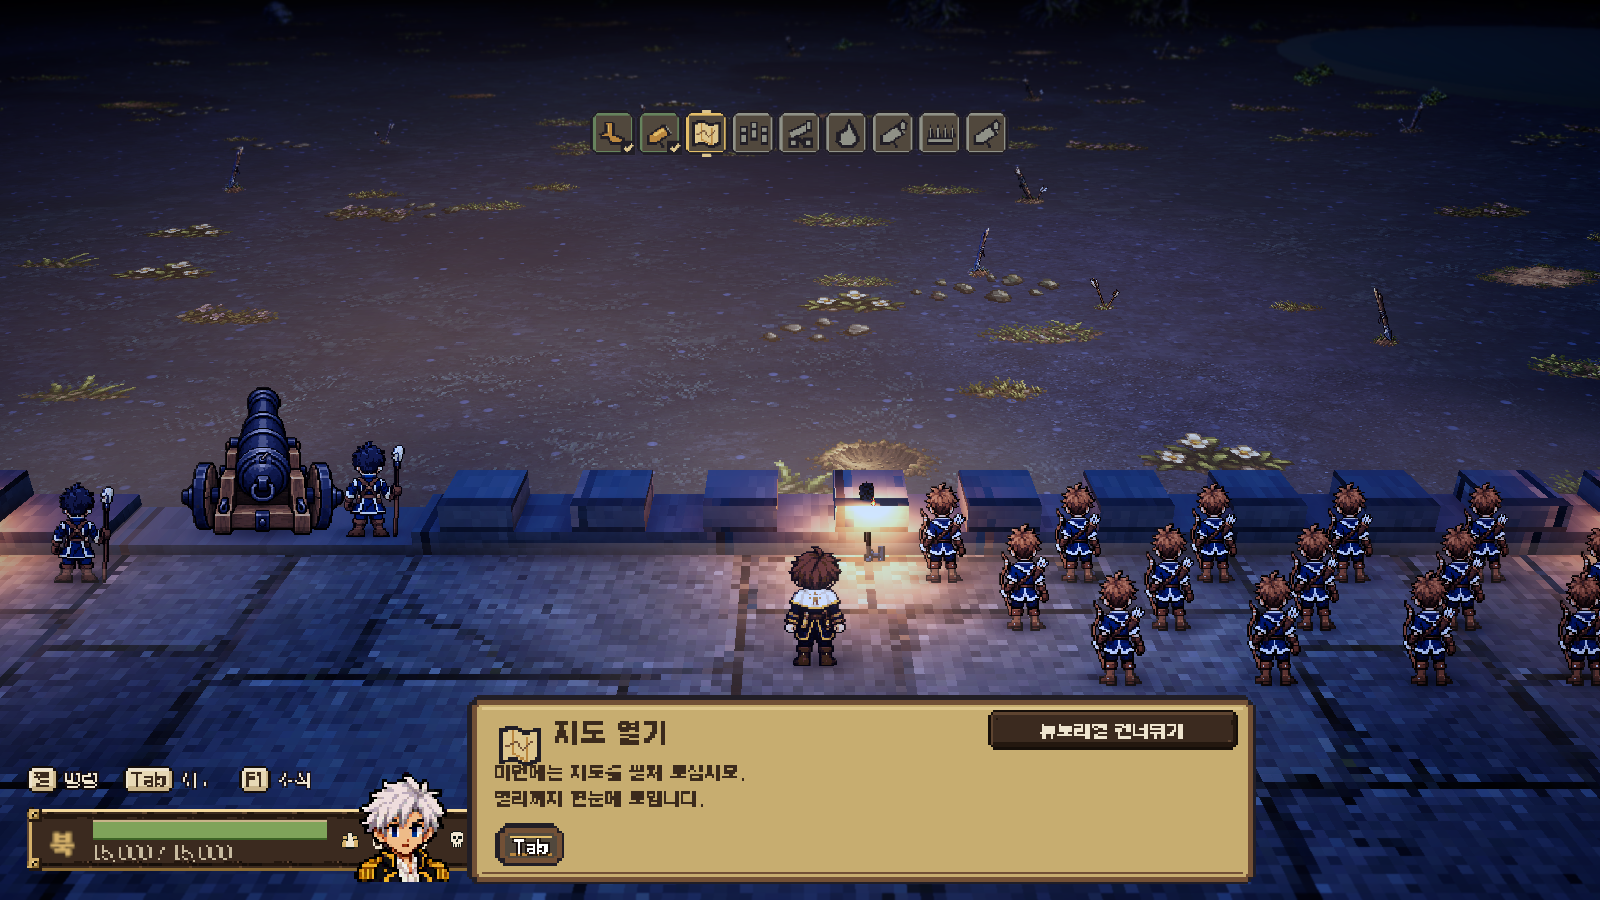 지도 열기
튜토리얼 건너뛰기
이번에는 지도를 펼쳐 보십시오.
멀리까지 한눈에 보입니다.
Tab
Tab
F1
북
15,000 / 15,000